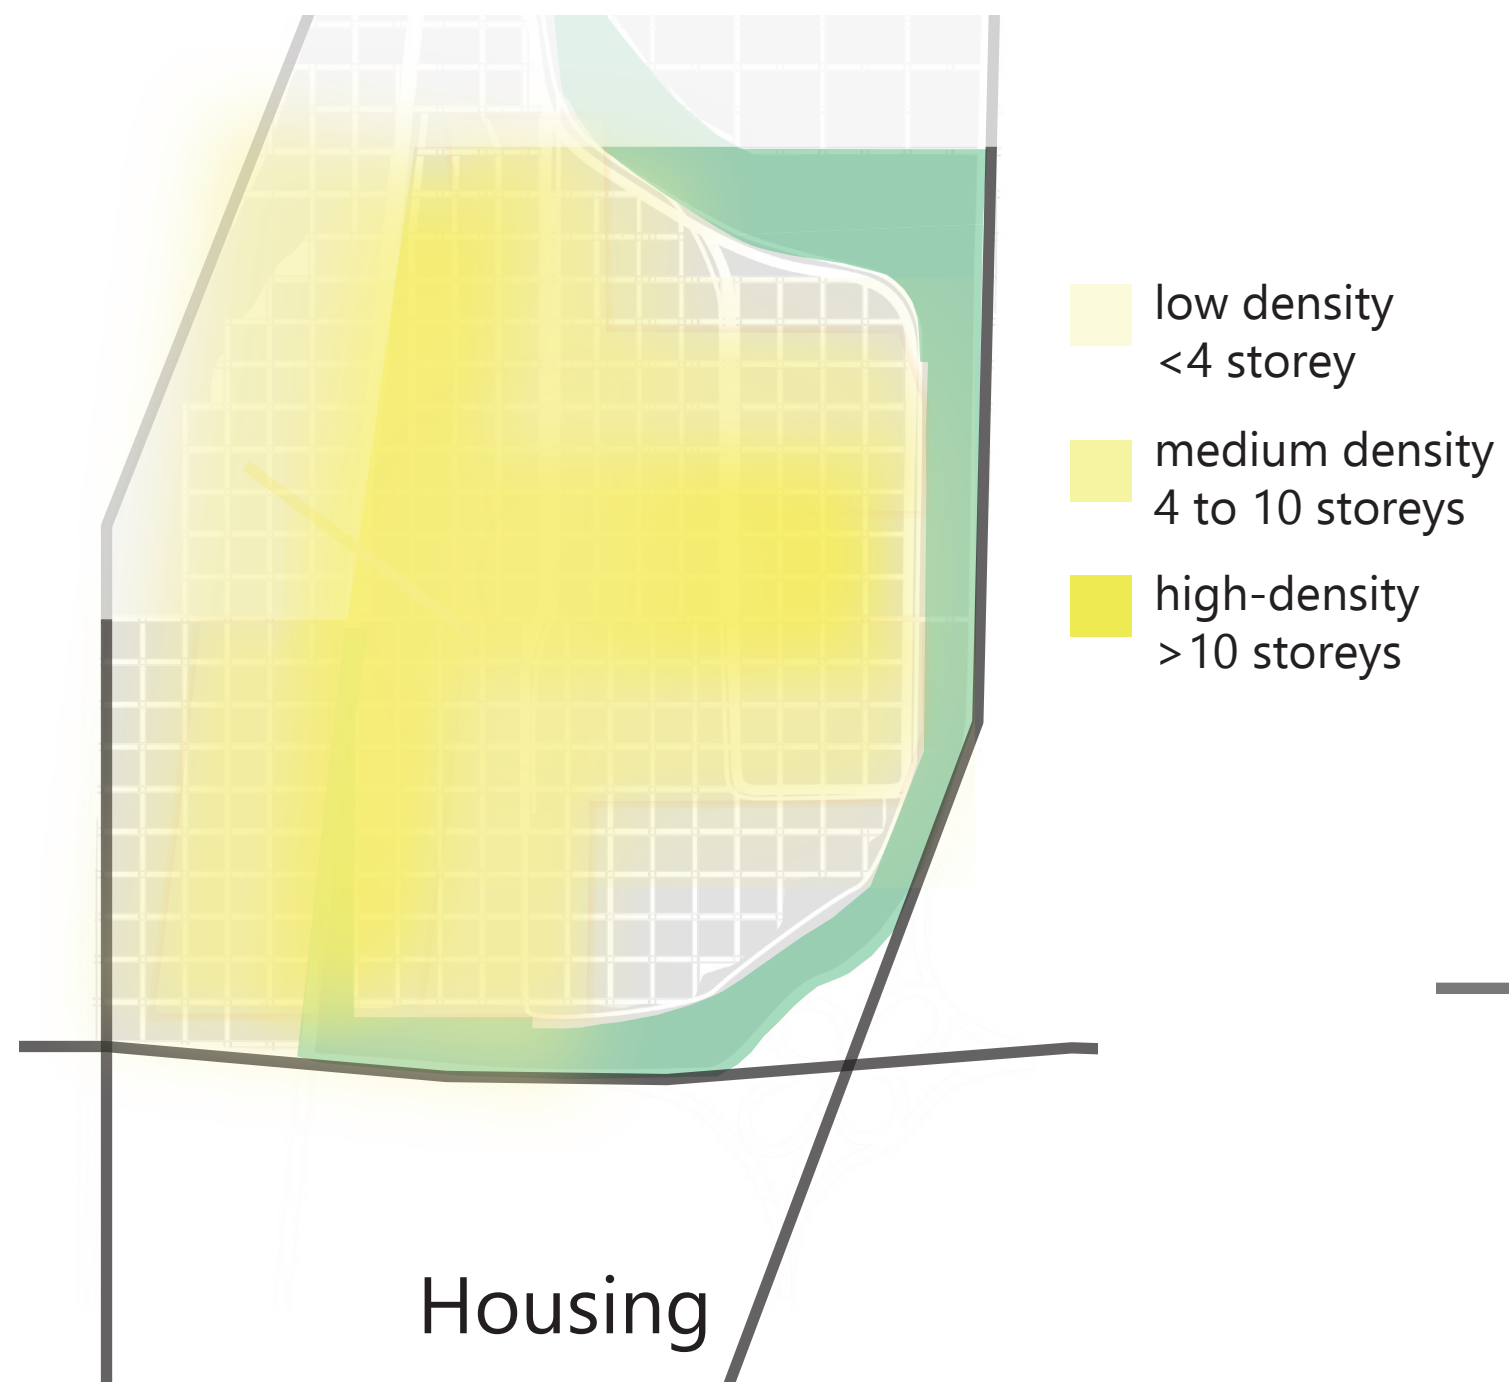 low density
<4 storey
medium density
4 to 10 storeys
high-density
>10 storeys
Housing